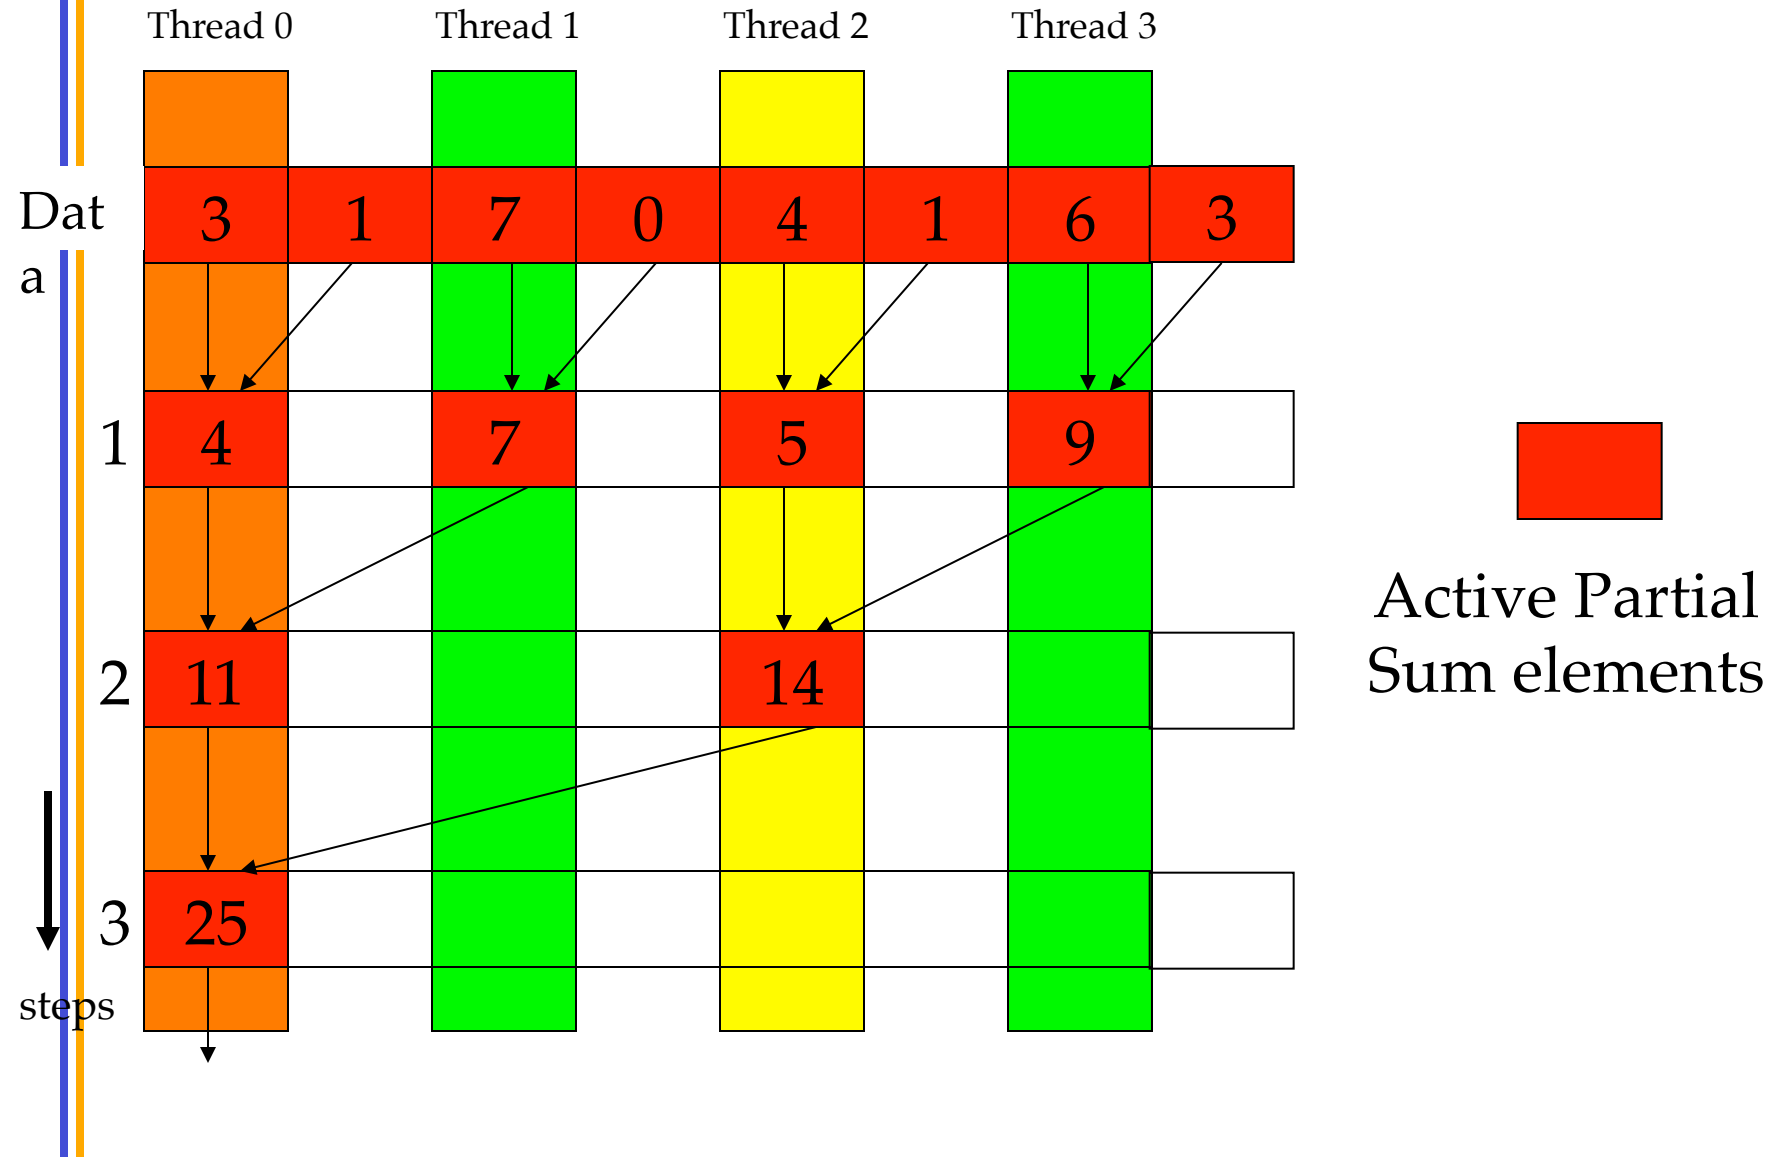 Thread 0 Thread 1 Thread 2 Thread 3
Dat
a
3 1 7 0 4 1 6 3
1 4 7 5 9
Active Partial
Sum elements
2 11 14
3 25
steps